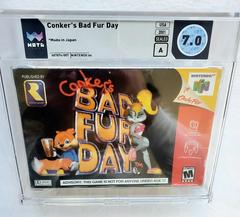 Conker's Bad Fur Day
*Made in Japan
WATA
USA
2001
SEALED
A
7.0
PUBLISHED BY
NINTENDO 64
Conker's
BAD
FUR
DAY
M
ADVISORY: THIS GAME IS NOT FOR ANYONE UNDER AGE 17